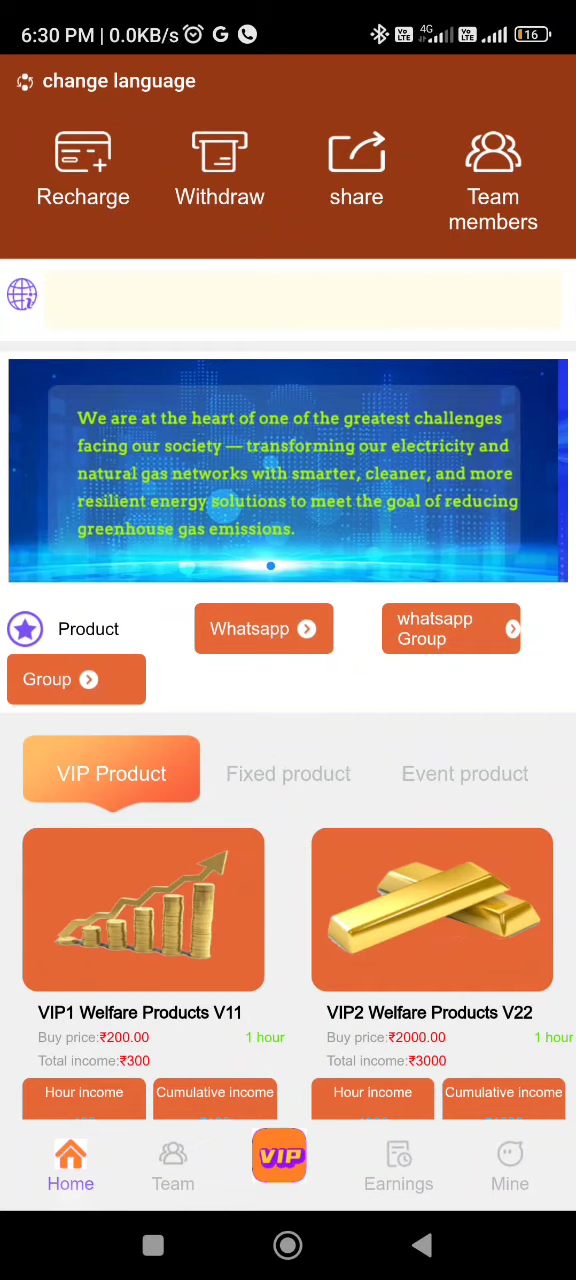 6:30 PM | 0.0KB/s
Vo LTE 4G Vo LTE 16
change language
Recharge Withdraw share Team
members
We are at the heart of one of the greatest challenges
facing our society — transforming our electricity and
natural gas networks with smarter, cleaner, and more
resilient energy solutions to meet the goal of reducing
greenhouse gas emissions.
Product
Whatsapp
whatsapp
Group
Group
VIP Product Fixed product Event product
VIP1 Welfare Products V11
Buy price:₹200.00 1 hour
Total income:₹300
Hour income Cumulative income
VIP2 Welfare Products V22
Buy price:₹2000.00 1 hour
Total income:₹3000
Hour income Cumulative income
VIP
Home Team Earnings Mine